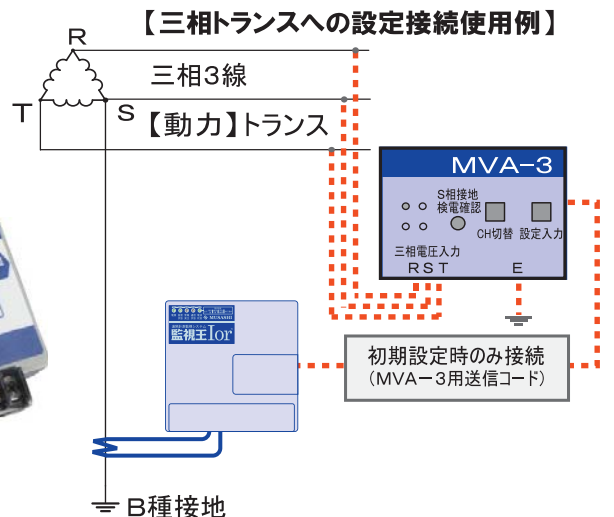 【三相トランスへの設定接続使用例】
R
三相3線
T
S
【動力】トランス
MVA-3
S相接地
検電確認
CH切替
設定入力
三相電圧入力
R S T
E
MUSASHI
監視王Ior
初期設定時のみ接続
（MVA－3用送信コード）
B種接地